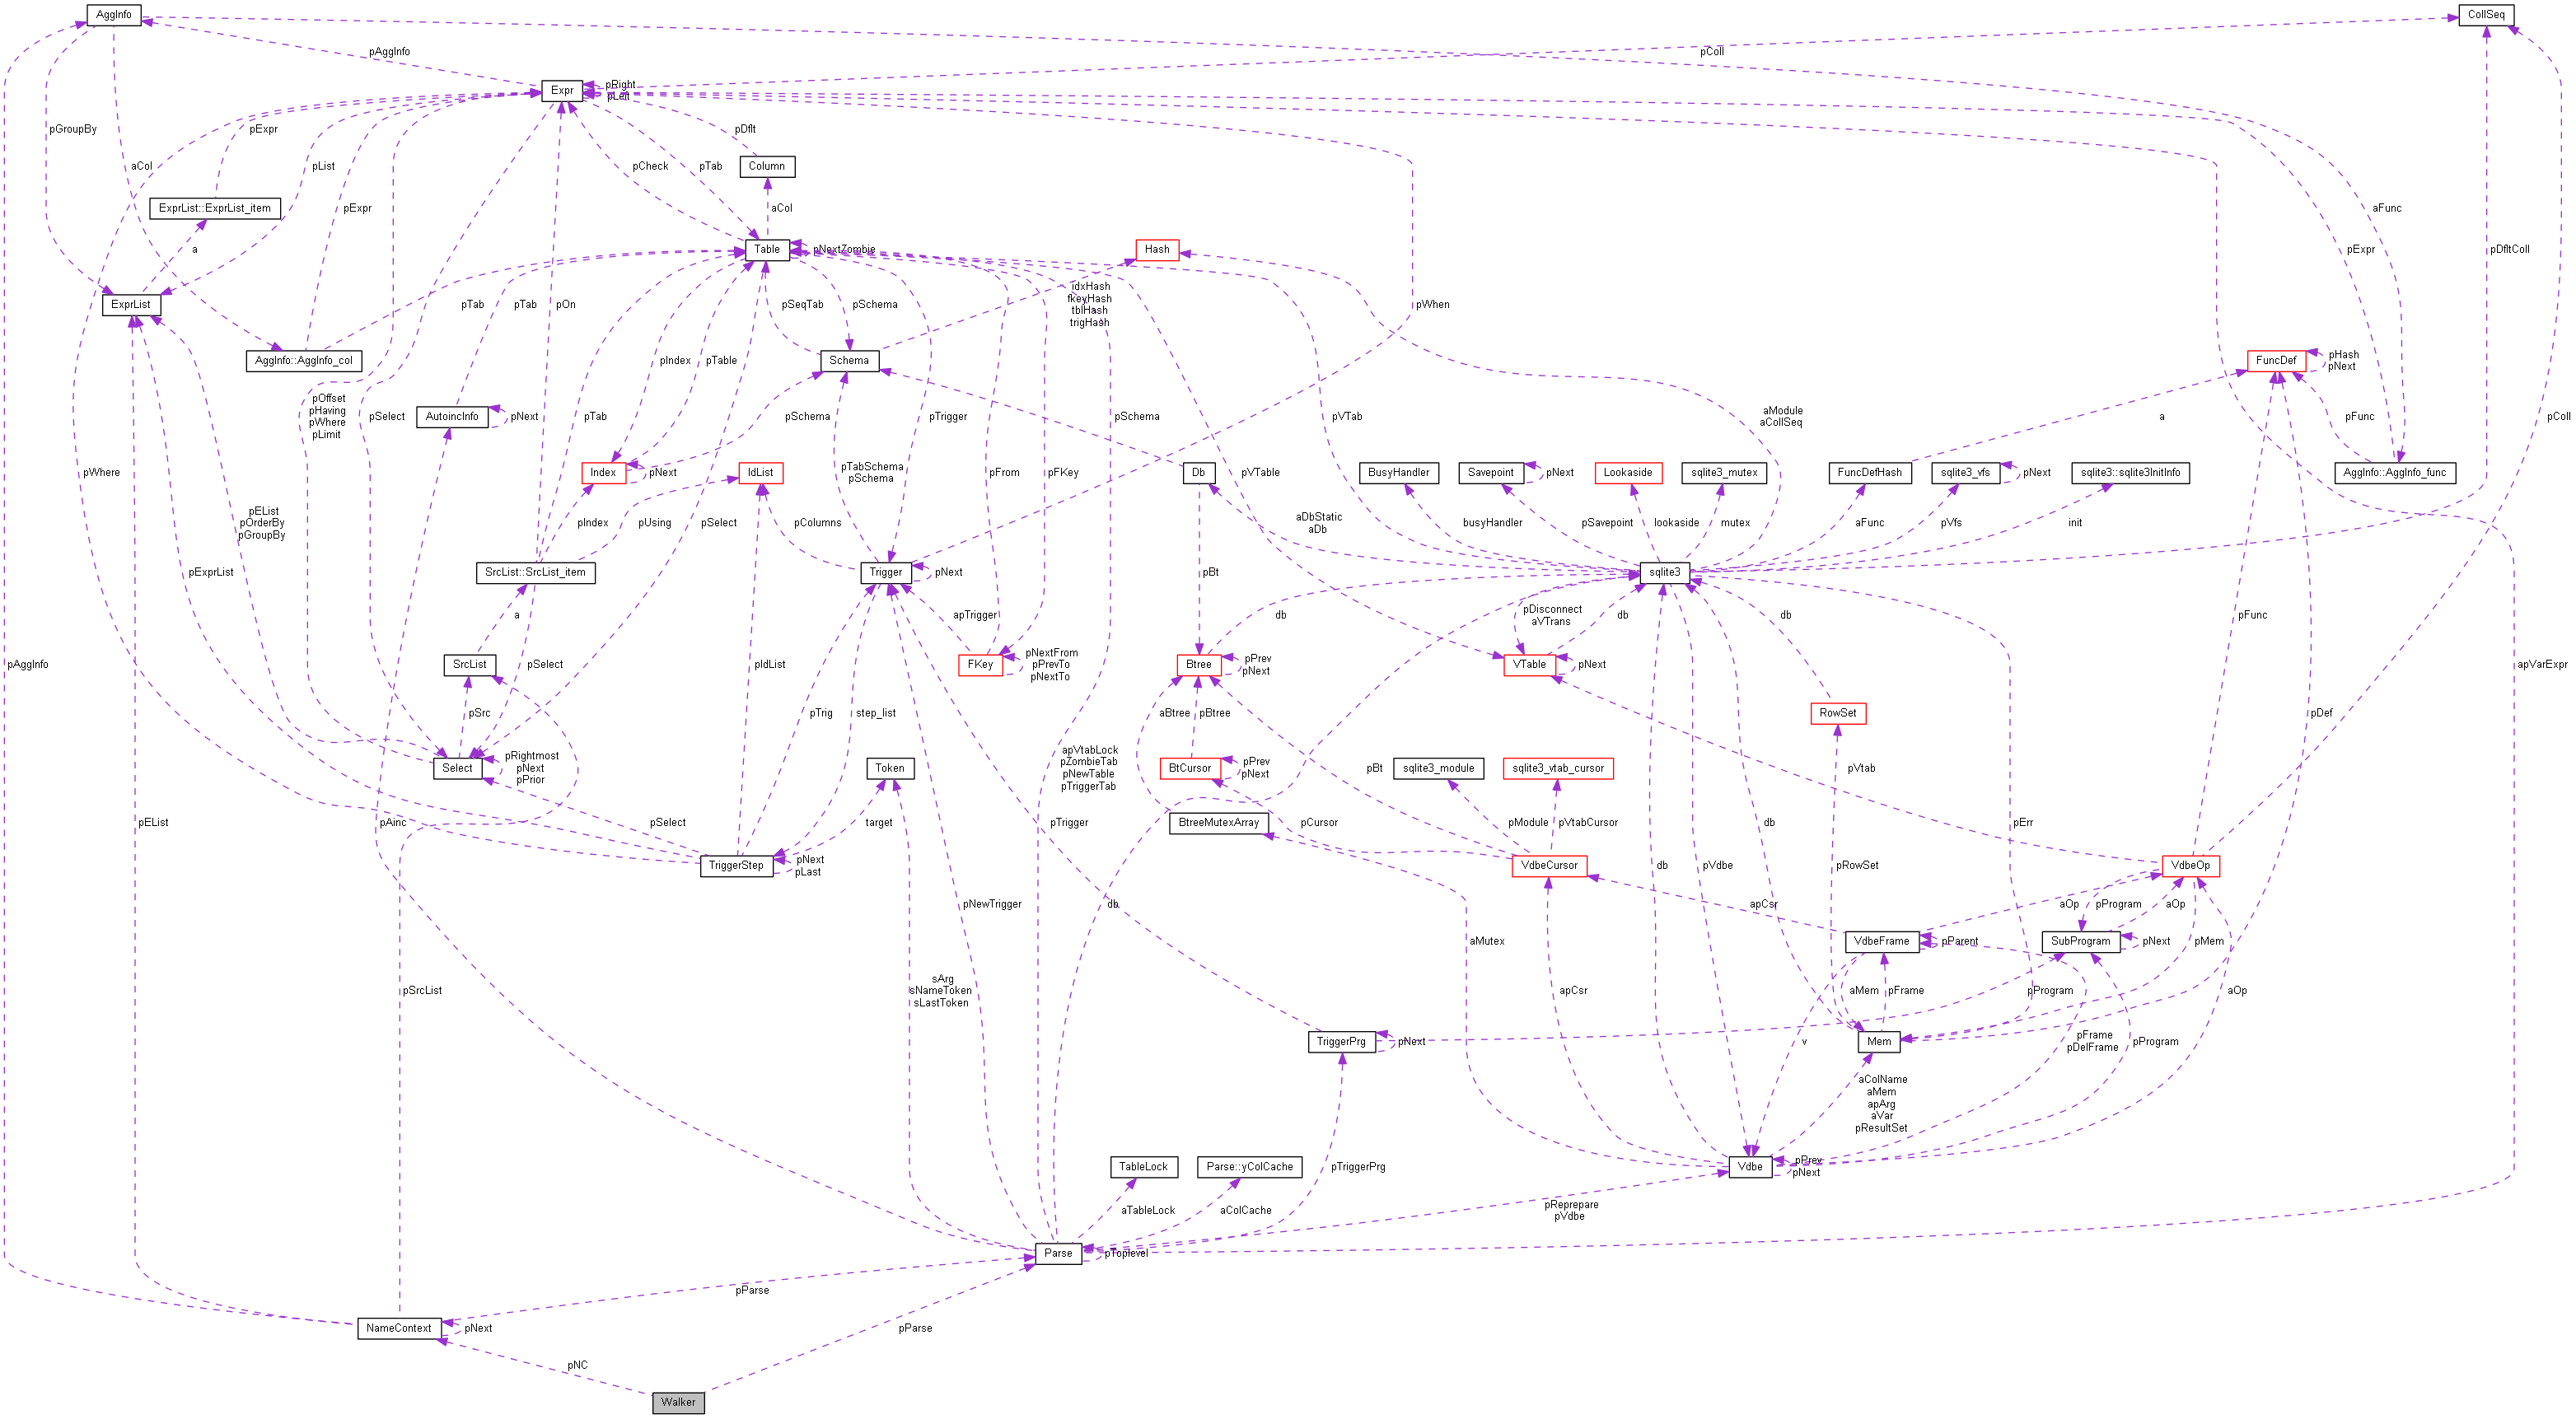 AggInfo
CollSeq
pAggInfo
pColl
Expr
pRight
pLeft
pGroupBy
pExpr
pDflt
aCol
pList
pTab
pCheck
Column
ExprList::ExprList_item
pExpr
aCol
aFunc
a
Table
pNextZombie
Hash
pExpr
pDfltColl
ExprList
pTab
pTab
pOn
pSeqTab
pSchema
idxHash
fkeyHash
tblHash
trigHash
pWhen
AggInfo::AggInfo_col
pIndex
pTable
Schema
FuncDef
pHash
pNext
pOffset
pHaving
pWhere
pLimit
pSelect
AutoincInfo
pNext
pTab
pSchema
pTrigger
pSchema
pVTab
aModule
aCollSeq
a
pFunc
pColl
pWhere
Index
pNext
IdList
pTabSchema
pSchema
pFrom
pFKey
Db
pVTable
BusyHandler
Savepoint
pNext
Lookaside
sqlite3_mutex
FuncDefHash
sqlite3_vfs
pNext
sqlite3::sqlite3InitInfo
AggInfo::AggInfo_func
pEList
pOrderBy
pGroupBy
pIndex
pUsing
pSelect
pColumns
aDbStatic
aDb
busyHandler
pSavepoint
lookaside
mutex
aFunc
pVfs
init
pExprList
SrcList::SrcList_item
Trigger
pNext
pBt
sqlite3
a
apTrigger
db
pDisconnect
aVTrans
db
db
pFunc
pAggInfo
SrcList
pSelect
FKey
pNextFrom
pPrevTo
pNextTo
Btree
pPrev
pNext
VTable
pNext
apVarExpr
pIdList
pSrc
pTrig
step_list
aBtree
pBtree
RowSet
pDef
Select
pRightmost
pNext
pPrior
Token
apVtabLock
pZombieTab
pNewTable
pTriggerTab
BtCursor
pPrev
pNext
pBt
sqlite3_module
sqlite3_vtab_cursor
pVtab
pEList
pAinc
pSelect
target
pTrigger
BtreeMutexArray
pCursor
pModule
pVtabCursor
pErr
db
TriggerStep
pNext
pLast
VdbeCursor
db
pVdbe
pRowSet
VdbeOp
pNewTrigger
db
apCsr
aOp
pProgram
aOp
aMutex
VdbeFrame
pParent
SubProgram
pNext
pMem
pSrcList
sArg
sNameToken
sLastToken
apCsr
aMem
pFrame
pProgram
aOp
TriggerPrg
pNext
v
Mem
pFrame
pDelFrame
pProgram
aColName
aMem
apArg
aVar
pResultSet
TableLock
Parse::yColCache
pTriggerPrg
Vdbe
pPrev
pNext
aTableLock
aColCache
pReprepare
pVdbe
Parse
pToplevel
pParse
NameContext
pNext
pParse
pNC
Walker